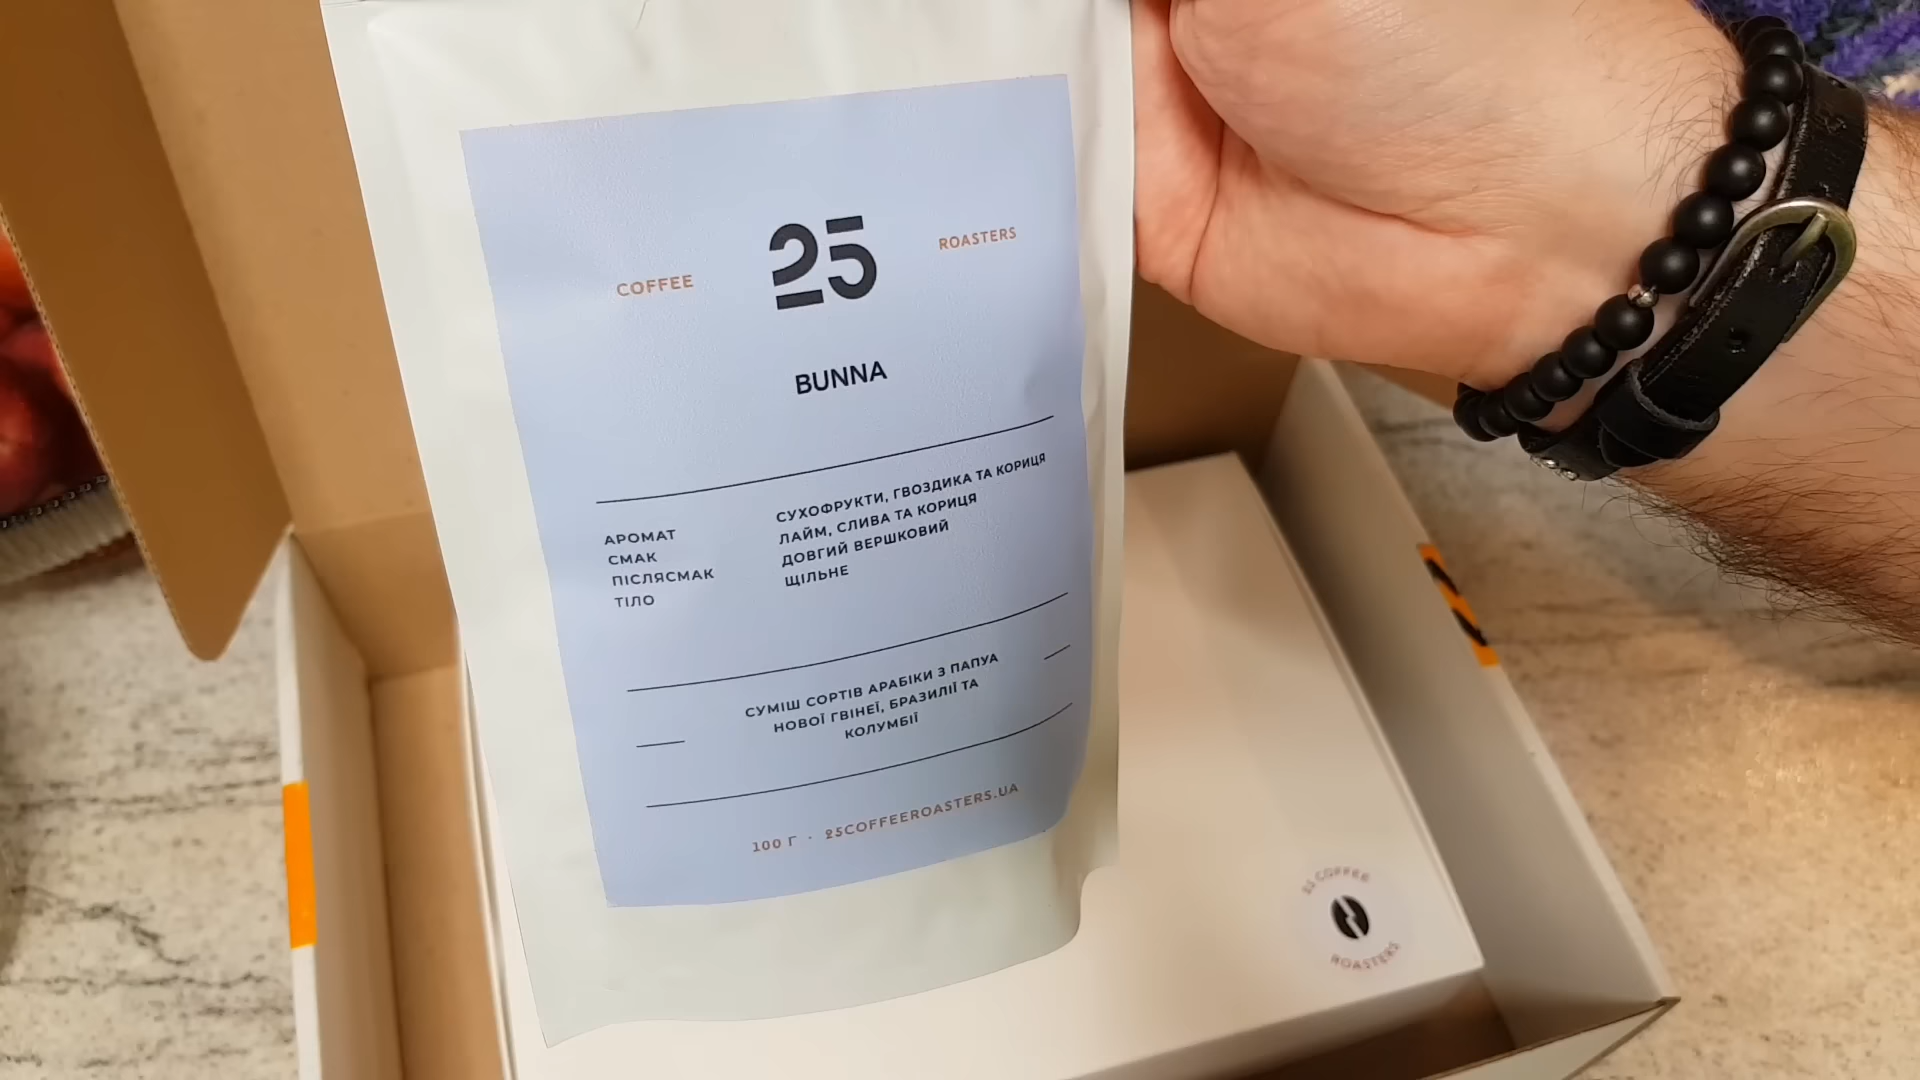 COFFEE 25 ROASTERS
BUNNA
АРОМАТ СУХОФРУКТИ, ГВОЗДИКА ТА КОРИЦЯ
СМАК ЛАЙМ, СЛИВА ТА КОРИЦЯ
ПІСЛЯСМАК ДОВГИЙ ВЕРШКОВИЙ
ТІЛО ЩІЛЬНЕ
СУМІШ СОРТІВ АРАБІКИ З ПАПУА
НОВОЇ ГВІНЕЇ, БРАЗИЛІЇ ТА
КОЛУМБІЇ
100 Г · 25COFFEEROASTERS.UA
25 COFFEE
ROASTERS